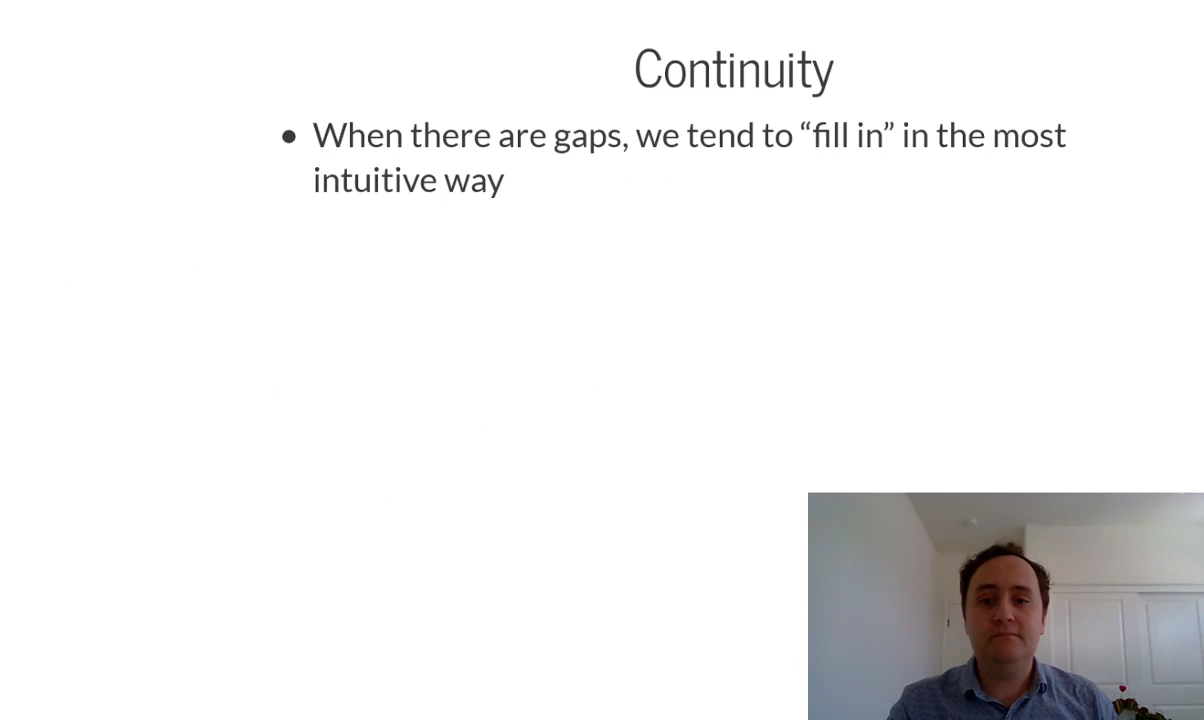 Continuity
● When there are gaps, we tend to “fill in” in the most
intuitive way